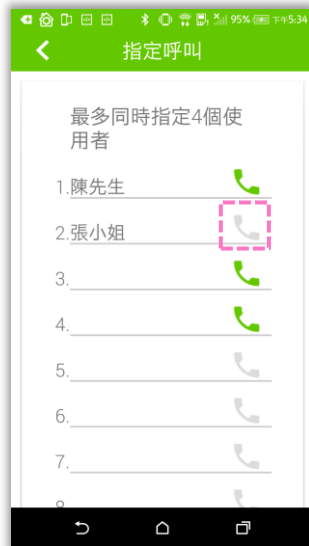 95% 下午5:34
指定呼叫
最多同時指定4個使
用者
1.陳先生
2.張小姐
3.
4.
5.
6.
7.
8